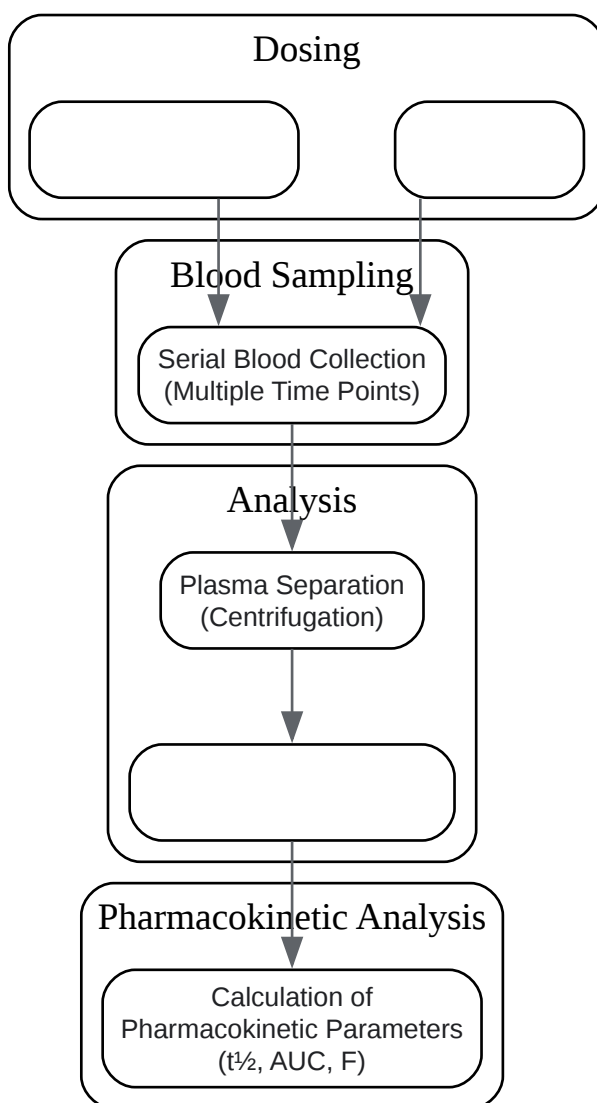 Dosing
Blood Sampling
Serial Blood Collection
(Multiple Time Points)
Analysis
Plasma Separation
(Centrifugation)
Pharmacokinetic Analysis
Calculation of
Pharmacokinetic Parameters
(t½, AUC, F)